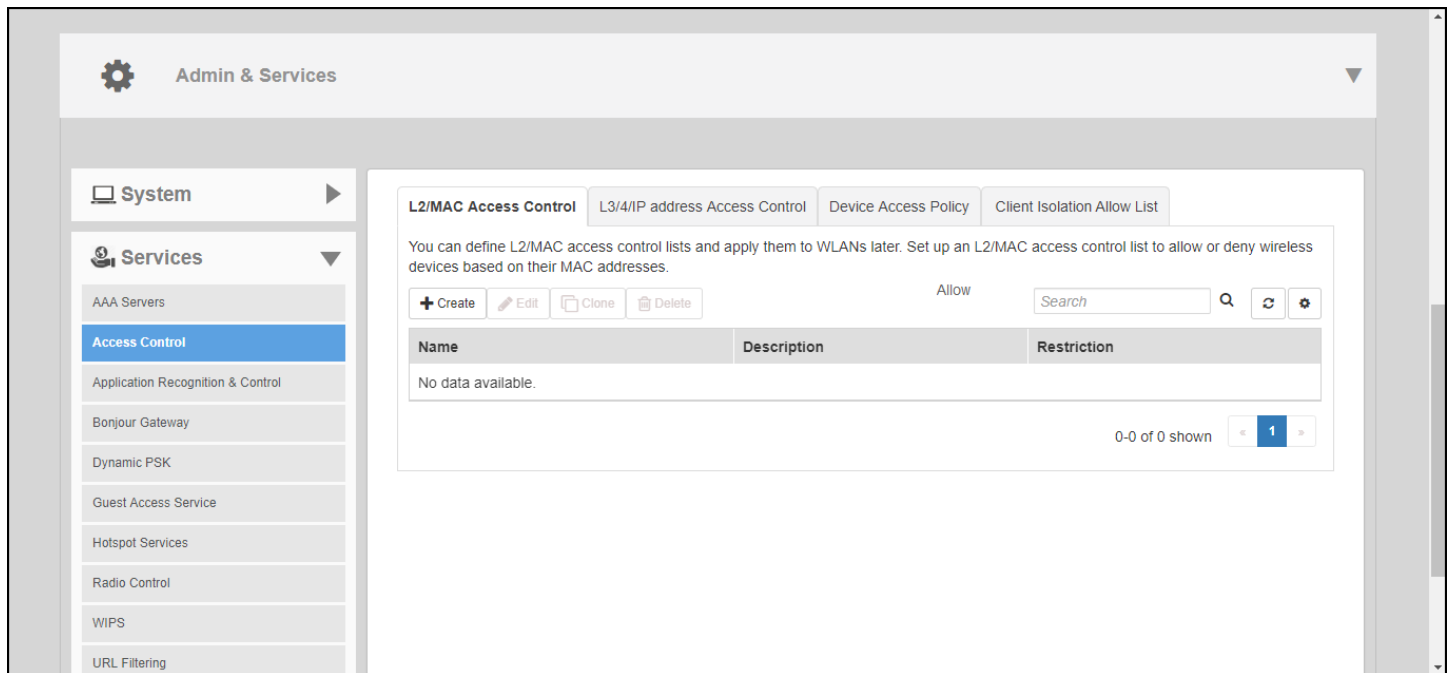 Admin & Services
System
Services
AAA Servers
Access Control
Application Recognition & Control
Bonjour Gateway
Dynamic PSK
Guest Access Service
Hotspot Services
Radio Control
WIPS
URL Filtering
L2/MAC Access Control L3/4/IP address Access Control Device Access Policy Client Isolation Allow List
You can define L2/MAC access control lists and apply them to WLANs later. Set up an L2/MAC access control list to allow or deny wireless
devices based on their MAC addresses.
Create Edit Clone Delete Allow Search
Name Description Restriction
No data available.
0-0 of 0 shown « 1 »